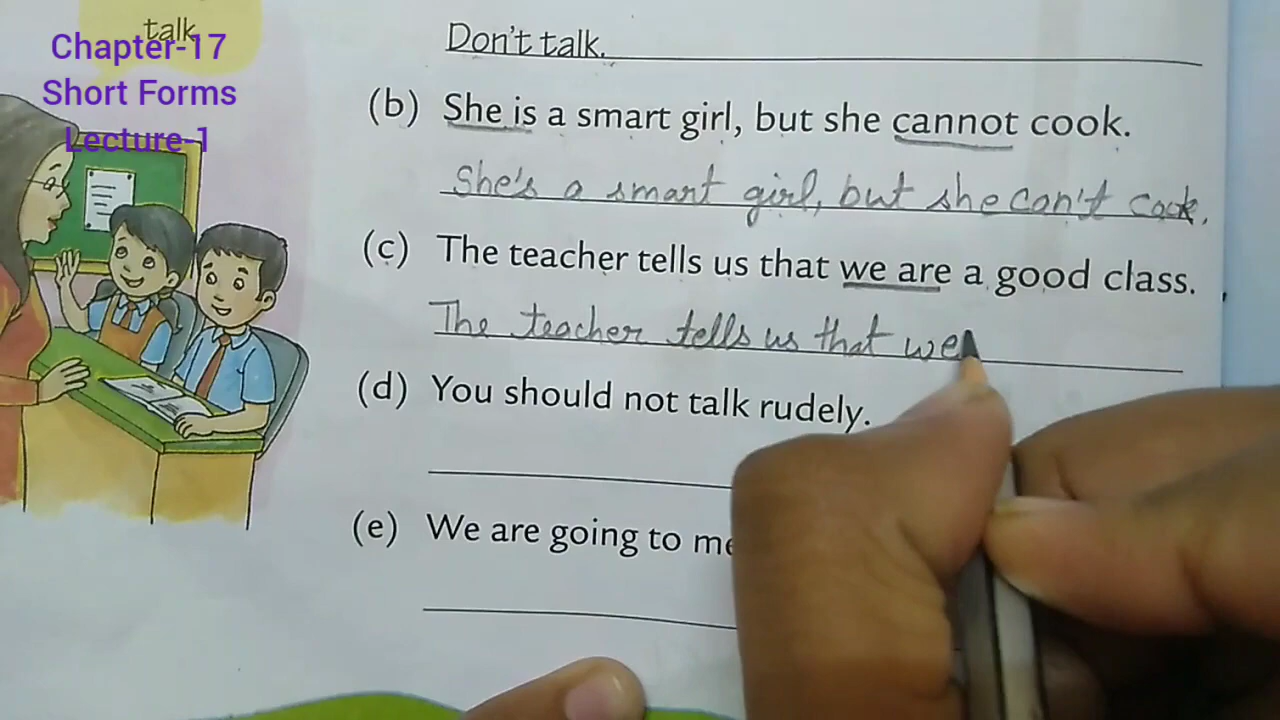 talk
Chapter-17
Short Forms
Lecture-1
Don't talk.
(b) She is a smart girl, but she cannot cook.
She's a smart girl, but she can't cook.
(c) The teacher tells us that we are a good class.
The teacher tells us that we
(d) You should not talk rudely.
(e) We are going to me